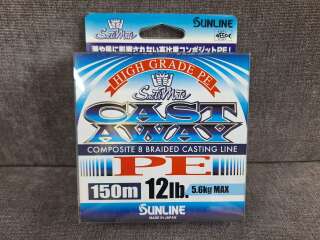 SUNLINE
HIGH GRADE PE
SaltiMate
CAST
AWAY
COMPOSITE 8 BRAIDED CASTING LINE
PE
150m 12lb. 5.6kg MAX
SUNLINE
MADE IN JAPAN